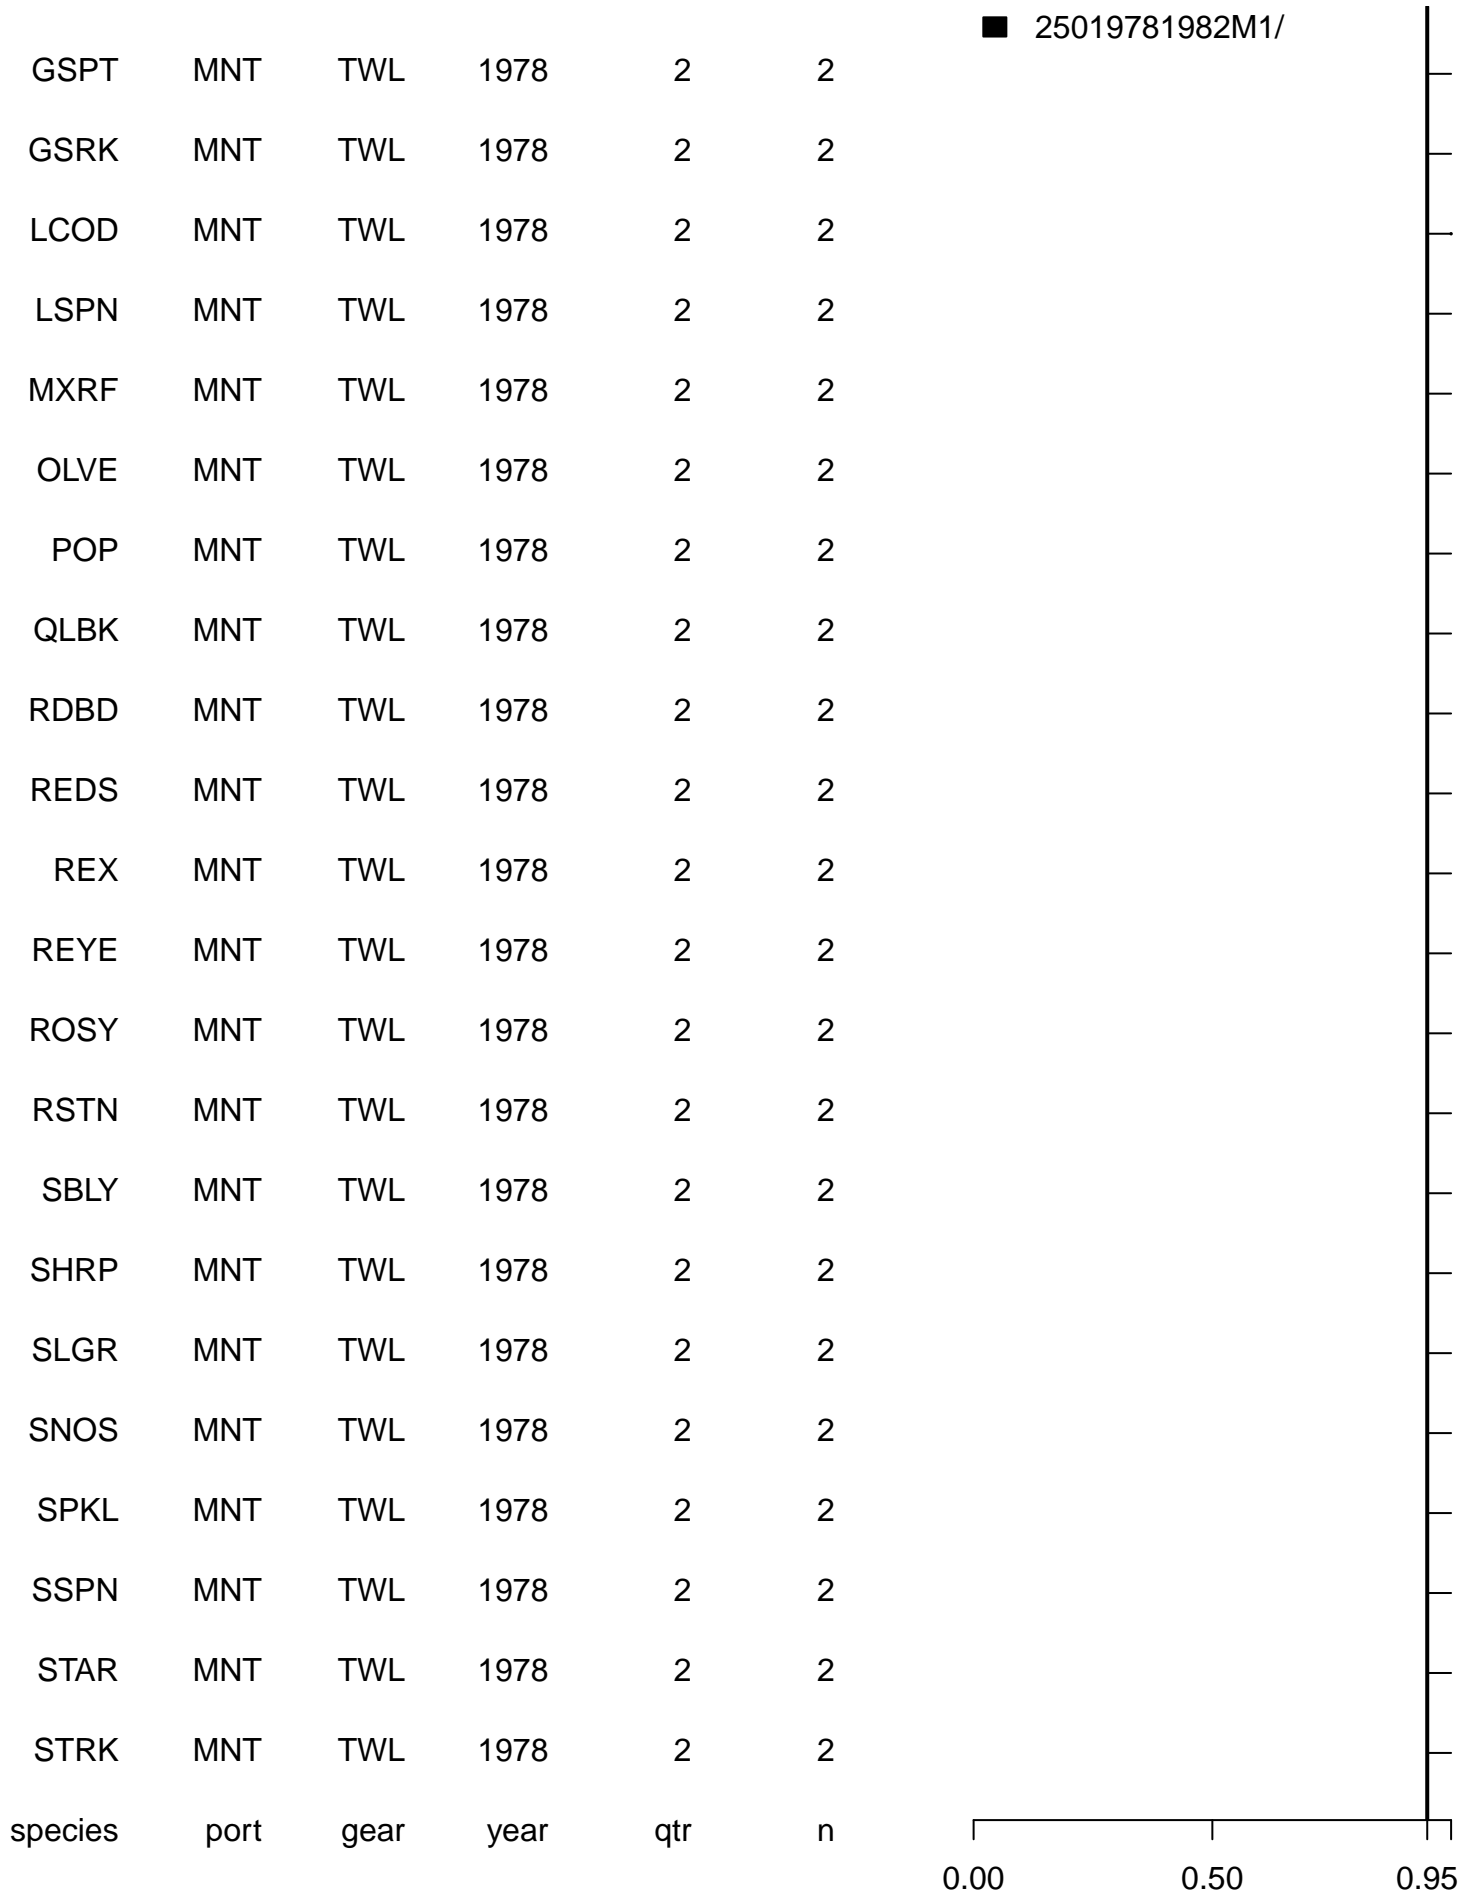 25019781982M1/
GSPT MNT TWL 1978 2 2
GSRK MNT TWL 1978 2 2
LCOD MNT TWL 1978 2 2
LSPN MNT TWL 1978 2 2
MXRF MNT TWL 1978 2 2
OLVE MNT TWL 1978 2 2
POP MNT TWL 1978 2 2
QLBK MNT TWL 1978 2 2
RDBD MNT TWL 1978 2 2
REDS MNT TWL 1978 2 2
REX MNT TWL 1978 2 2
REYE MNT TWL 1978 2 2
ROSY MNT TWL 1978 2 2
RSTN MNT TWL 1978 2 2
SBLY MNT TWL 1978 2 2
SHRP MNT TWL 1978 2 2
SLGR MNT TWL 1978 2 2
SNOS MNT TWL 1978 2 2
SPKL MNT TWL 1978 2 2
SSPN MNT TWL 1978 2 2
STAR MNT TWL 1978 2 2
STRK MNT TWL 1978 2 2
species port gear year qtr n
0.00 0.50 0.95